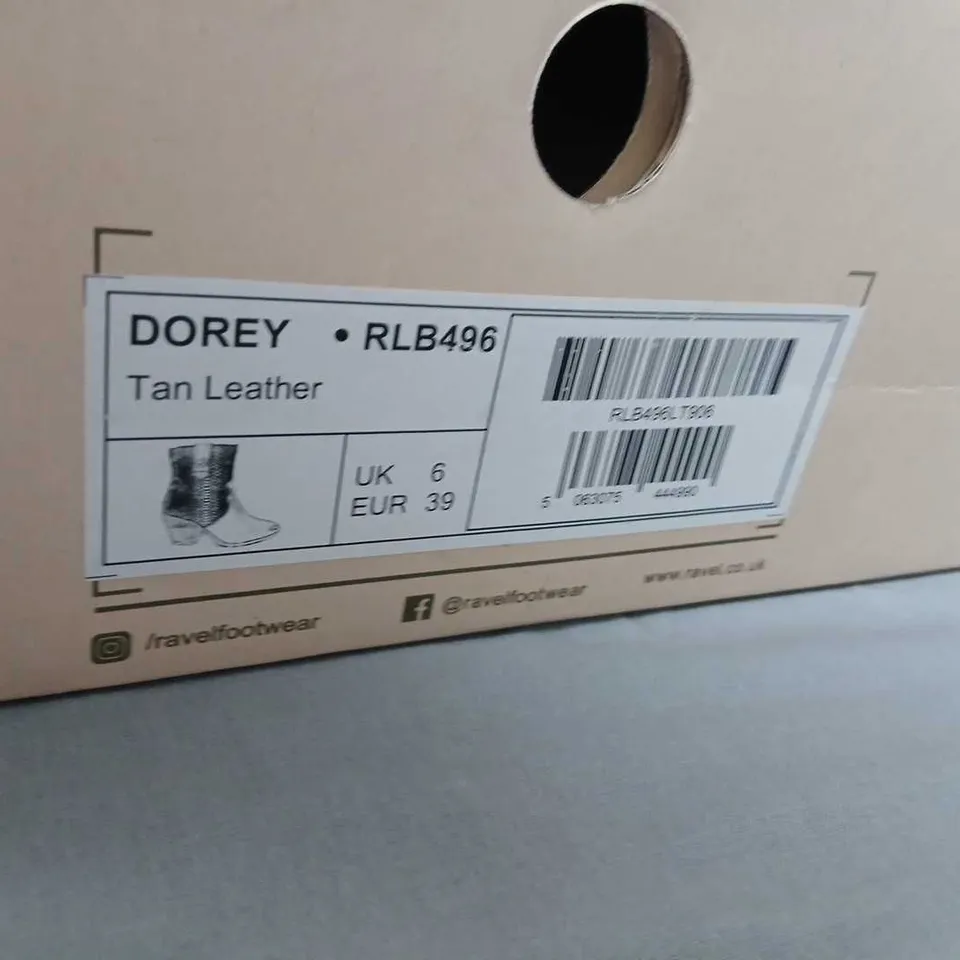 DOREY • RLB496
Tan Leather
UK 6
EUR 39
RLB496LT906
5 063075 444990
/ravelfootwear
@ravelfootwear
www.ravel.co.uk